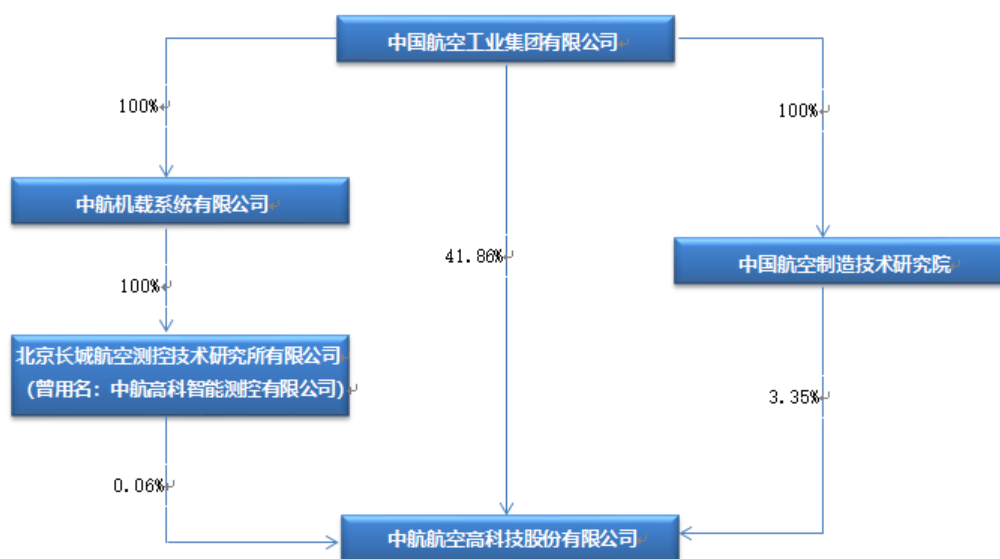 中国航空工业集团有限公司
100%
100%
中航机载系统有限公司
41.86%
中国航空制造技术研究院
100%
北京长城航空测控技术研究所有限公司
（曾用名：中航高科智能测控有限公司）
3.35%
0.06%
中航航空高科技股份有限公司